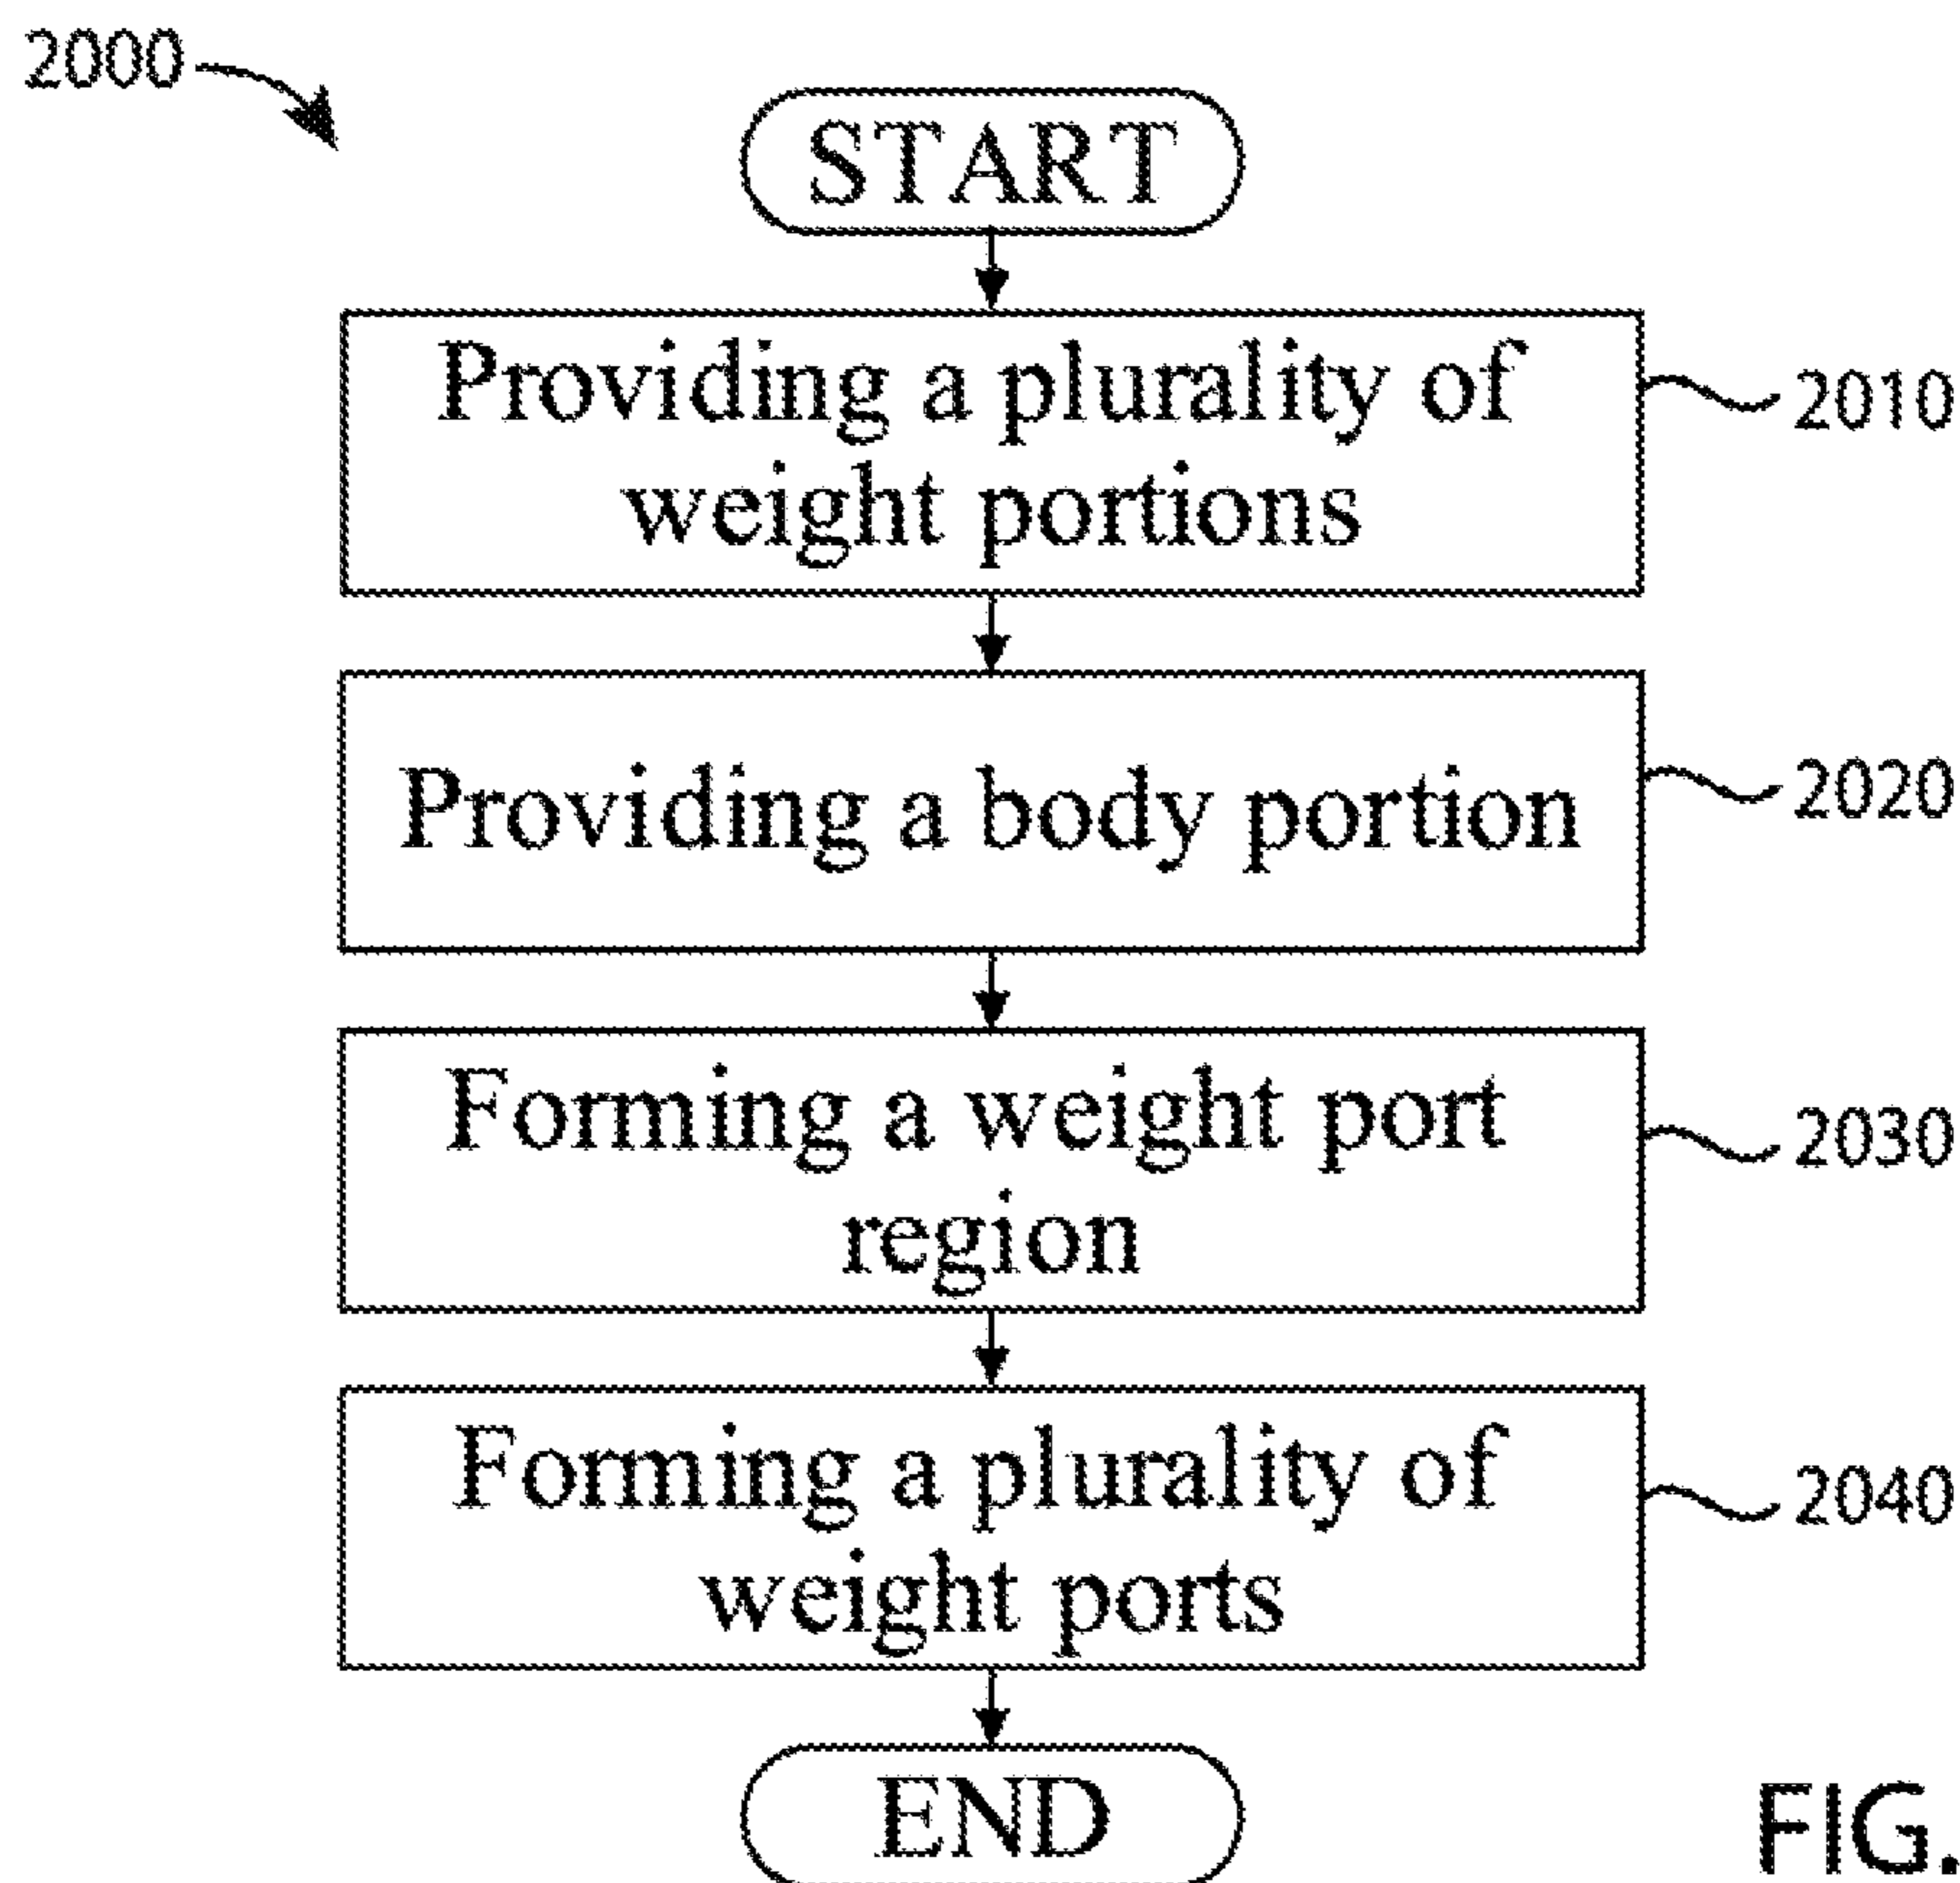 2000
START
Providing a plurality of
weight portions
2010
Providing a body portion
2020
Forming a weight port
region
2030
Forming a plurality of
weight ports
2040
END
FIG.